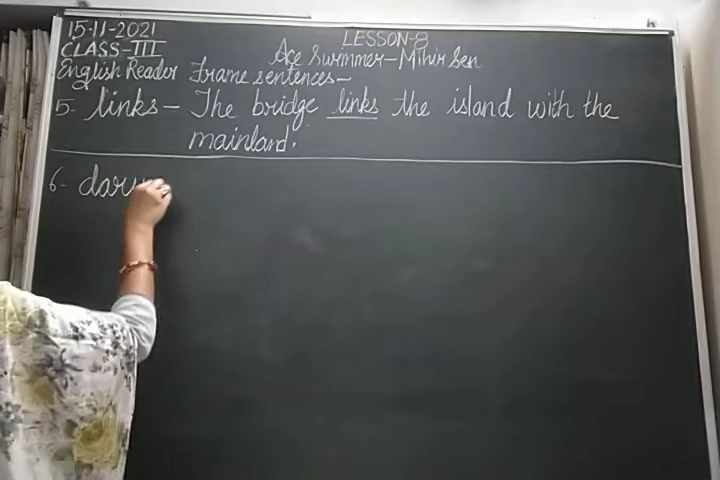 15-11-2021
LESSON-8
CLASS-III
Ace Swimmer-Mihir Sen
English Reader Frame sentences-
5- links- The bridge links the island with the
mainland.
6-